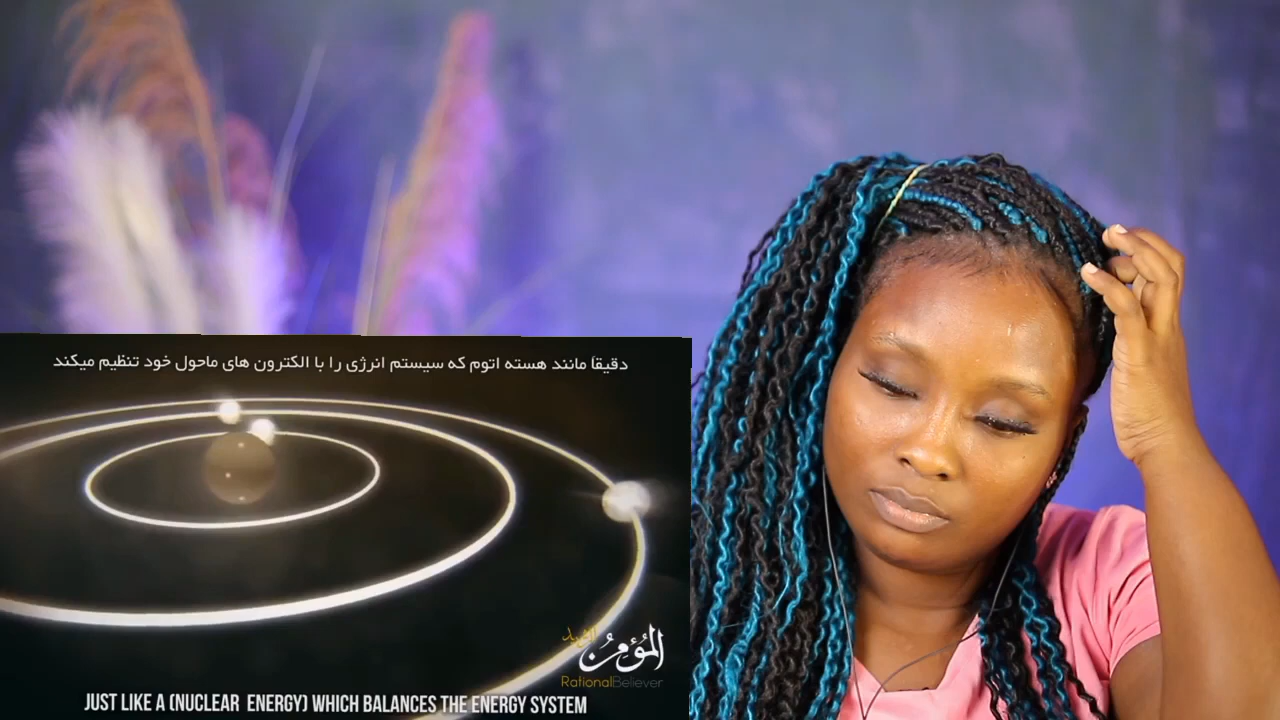 دقیقاً مانند هسته اتوم که سیستم انرژی را با الکترون های ماحول خود تنظیم میکند
المؤمن
RationalBeliever
JUST LIKE A (NUCLEAR ENERGY) WHICH BALANCES THE ENERGY SYSTEM